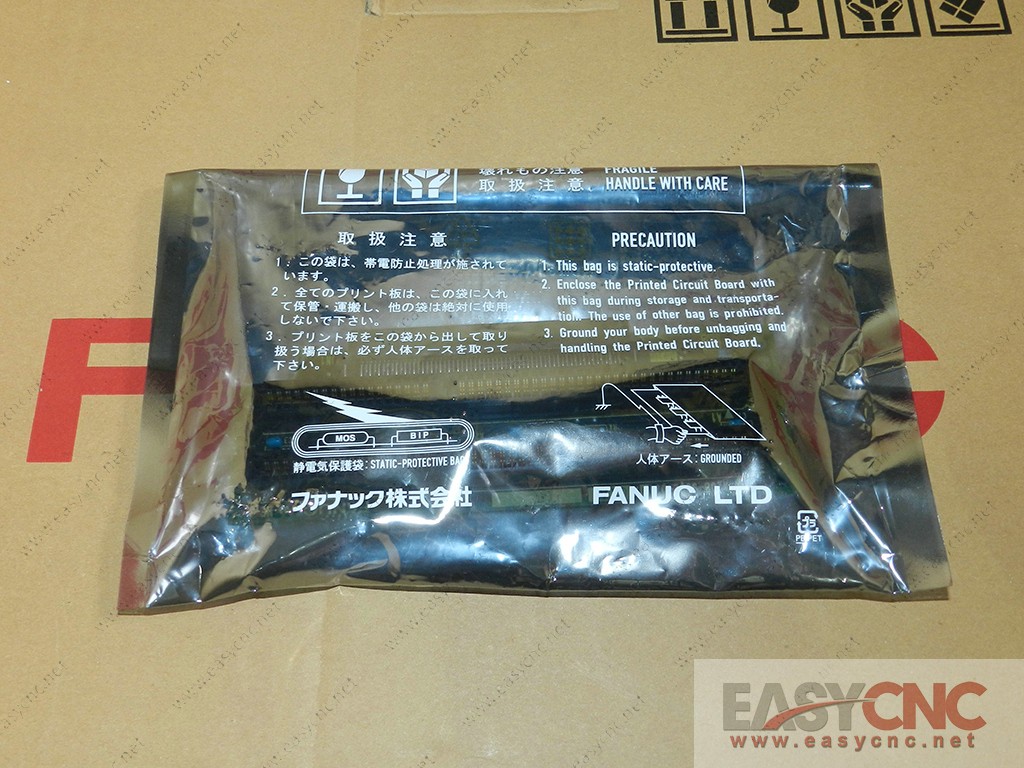 壊れもの注意 FRAGILE
取扱注意 HANDLE WITH CARE
取扱注意
1．この袋は、帯電防止処理が施されて
います。
2．全てのプリント板は、この袋に入れ
て保管・運搬し、他の袋は絶対に使用
しないで下さい。
3．プリント板をこの袋から出して取り
扱う場合は、必ず人体アースを取って
下さい。
PRECAUTION
1. This bag is static-protective.
2. Enclose the Printed Circuit Board with
this bag during storage and transporta-
tion. The use of other bag is prohibited.
3. Ground your body before unbagging and
handling the Printed Circuit Board.
MOS BIP
静電気保護袋：STATIC-PROTECTIVE BAG
人体アース：GROUNDED
ファナック株式会社
FANUC LTD
プラ
PE,PET
F C
EASYCNC
www.easycnc.net